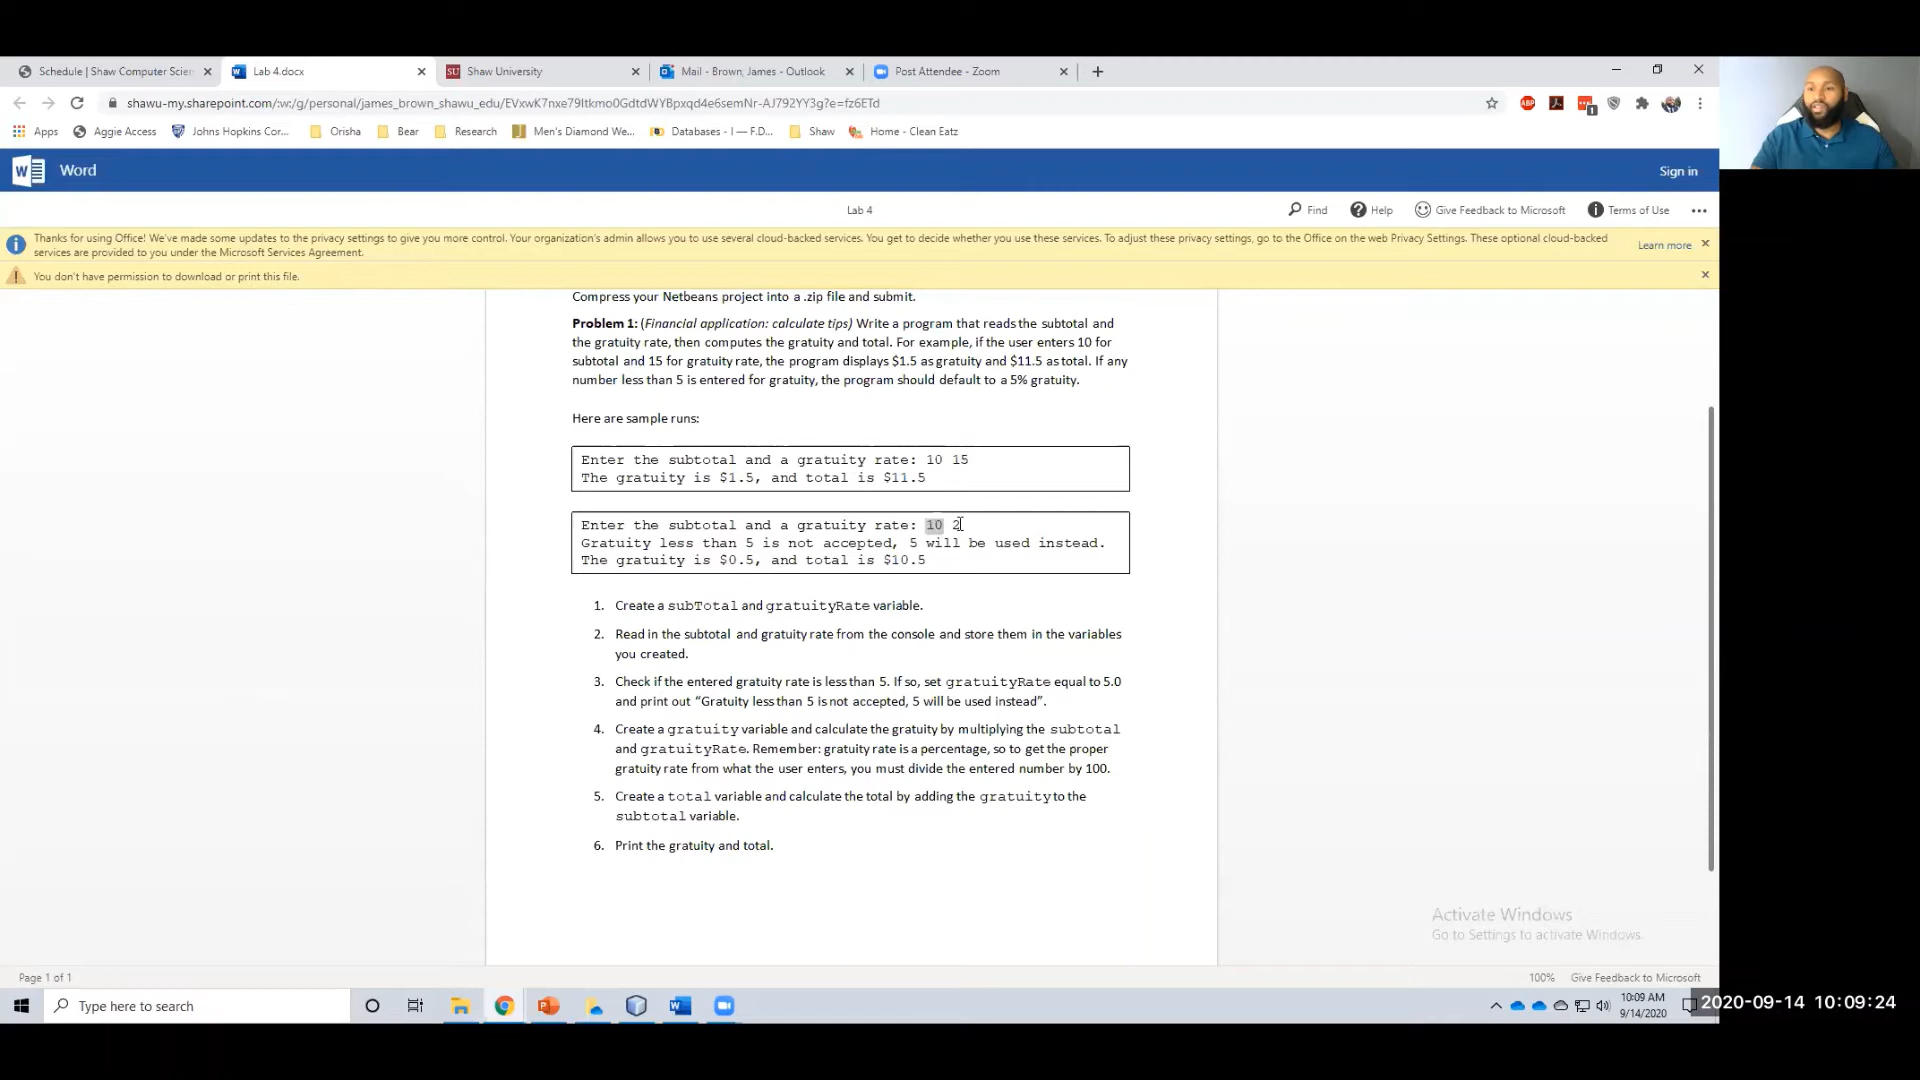 Schedule | Shaw Computer Scien
Lab 4.docx
SU Shaw University
Mail - Brown, James - Outlook
Post Attendee - Zoom
shawu-my.sharepoint.com/:w:/g/personal/james_brown_shawu_edu/EVxwK7nxe79ltkmo0GdtdWYBpxqd4e6semNr-AJ792YY3g?e=fz6ETd
ABP
1
Apps
Aggie Access
Johns Hopkins Cor...
Orisha
Bear
Research
Men's Diamond We...
Databases - I — F.D...
Shaw
Home - Clean Eatz
W Word
Sign in
Lab 4
Find
Help
Give Feedback to Microsoft
Terms of Use
Thanks for using Office! We've made some updates to the privacy settings to give you more control. Your organization's admin allows you to use several cloud-backed services. You get to decide whether you use these services. To adjust these privacy settings, go to the Office on the web Privacy Settings. These optional cloud-backed
services are provided to you under the Microsoft Services Agreement.
Learn more
You don't have permission to download or print this file.
Compress your Netbeans project into a .zip file and submit.
Problem 1: (Financial application: calculate tips) Write a program that reads the subtotal and
the gratuity rate, then computes the gratuity and total. For example, if the user enters 10 for
subtotal and 15 for gratuity rate, the program displays $1.5 as gratuity and $11.5 as total. If any
number less than 5 is entered for gratuity, the program should default to a 5% gratuity.
Here are sample runs:
Enter the subtotal and a gratuity rate: 10 15
The gratuity is $1.5, and total is $11.5
Enter the subtotal and a gratuity rate: 10 2
Gratuity less than 5 is not accepted, 5 will be used instead.
The gratuity is $0.5, and total is $10.5
1. Create a subTotal and gratuityRate variable.
2. Read in the subtotal and gratuity rate from the console and store them in the variables
you created.
3. Check if the entered gratuity rate is less than 5. If so, set gratuityRate equal to 5.0
and print out “Gratuity less than 5 is not accepted, 5 will be used instead”.
4. Create a gratuity variable and calculate the gratuity by multiplying the subtotal
and gratuityRate. Remember: gratuity rate is a percentage, so to get the proper
gratuity rate from what the user enters, you must divide the entered number by 100.
5. Create a total variable and calculate the total by adding the gratuity to the
subtotal variable.
6. Print the gratuity and total.
Activate Windows
Go to Settings to activate Windows.
Page 1 of 1
100%
Give Feedback to Microsoft
Type here to search
10:09 AM
9/14/2020
2020-09-14 10:09:24